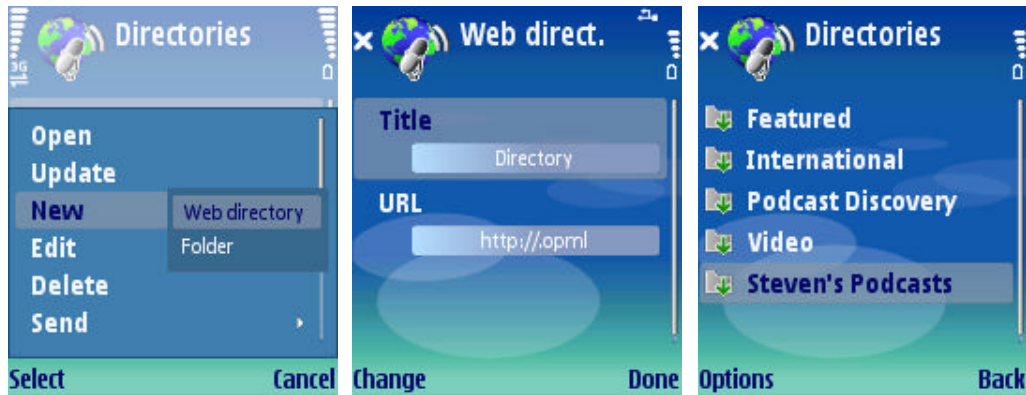 Directories
3G
Open
Update
New
Web directory
Edit
Folder
Delete
Send
Select
Cancel
Web direct.
Title
Directory
URL
http://.opml
Change
Done
Directories
Featured
International
Podcast Discovery
Video
Steven's Podcasts
Options
Back